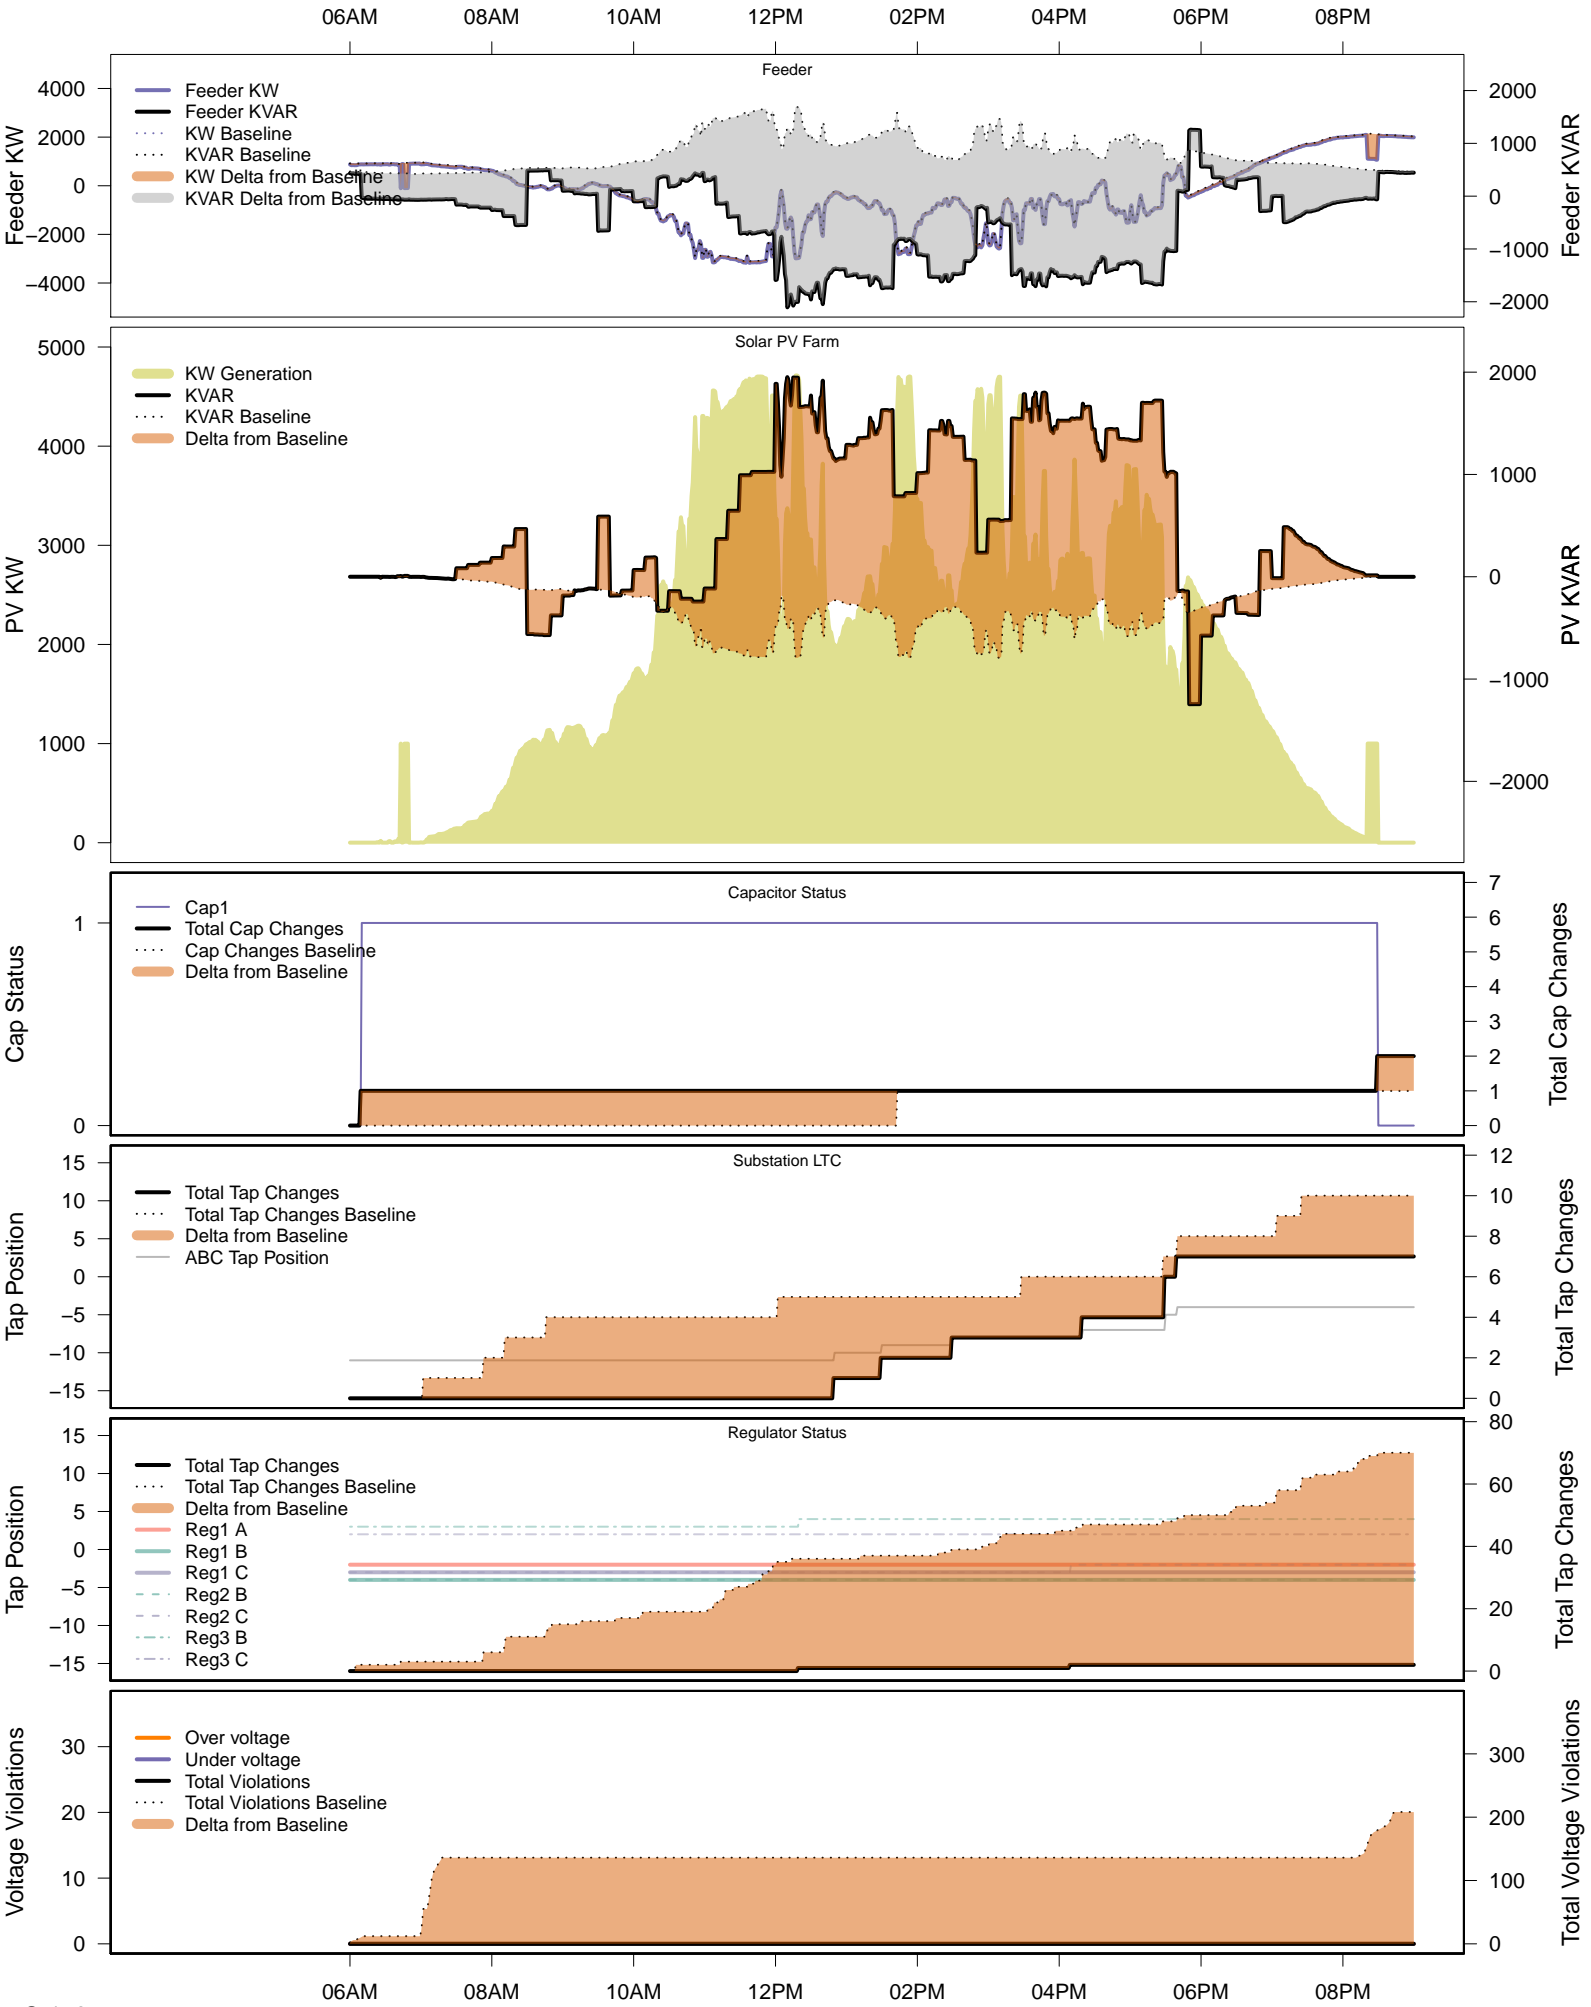 06AM 08AM 10AM 12PM 02PM 04PM 06PM 08PM
Feeder
Feeder KW
Feeder KVAR
4000
2000
0
−2000
−4000
2000
1000
0
−1000
−2000
Feeder KW
Feeder KVAR
KW Baseline
KVAR Baseline
KW Delta from Baseline
KVAR Delta from Baseline
Solar PV Farm
PV KW
PV KVAR
5000
4000
3000
2000
1000
0
2000
1000
0
−1000
−2000
KW Generation
KVAR
KVAR Baseline
Delta from Baseline
Capacitor Status
Cap Status
Total Cap Changes
1
0
7
6
5
4
3
2
1
0
Cap1
Total Cap Changes
Cap Changes Baseline
Delta from Baseline
Substation LTC
Tap Position
Total Tap Changes
15
10
5
0
−5
−10
−15
12
10
8
6
4
2
0
Total Tap Changes
Total Tap Changes Baseline
Delta from Baseline
ABC Tap Position
Regulator Status
Tap Position
Total Tap Changes
15
10
5
0
−5
−10
−15
80
60
40
20
0
Total Tap Changes
Total Tap Changes Baseline
Delta from Baseline
Reg1 A
Reg1 B
Reg1 C
Reg2 B
Reg2 C
Reg3 B
Reg3 C
Voltage Violations
Total Voltage Violations
30
20
10
0
300
200
100
0
Over voltage
Under voltage
Total Violations
Total Violations Baseline
Delta from Baseline
06AM 08AM 10AM 12PM 02PM 04PM 06PM 08PM